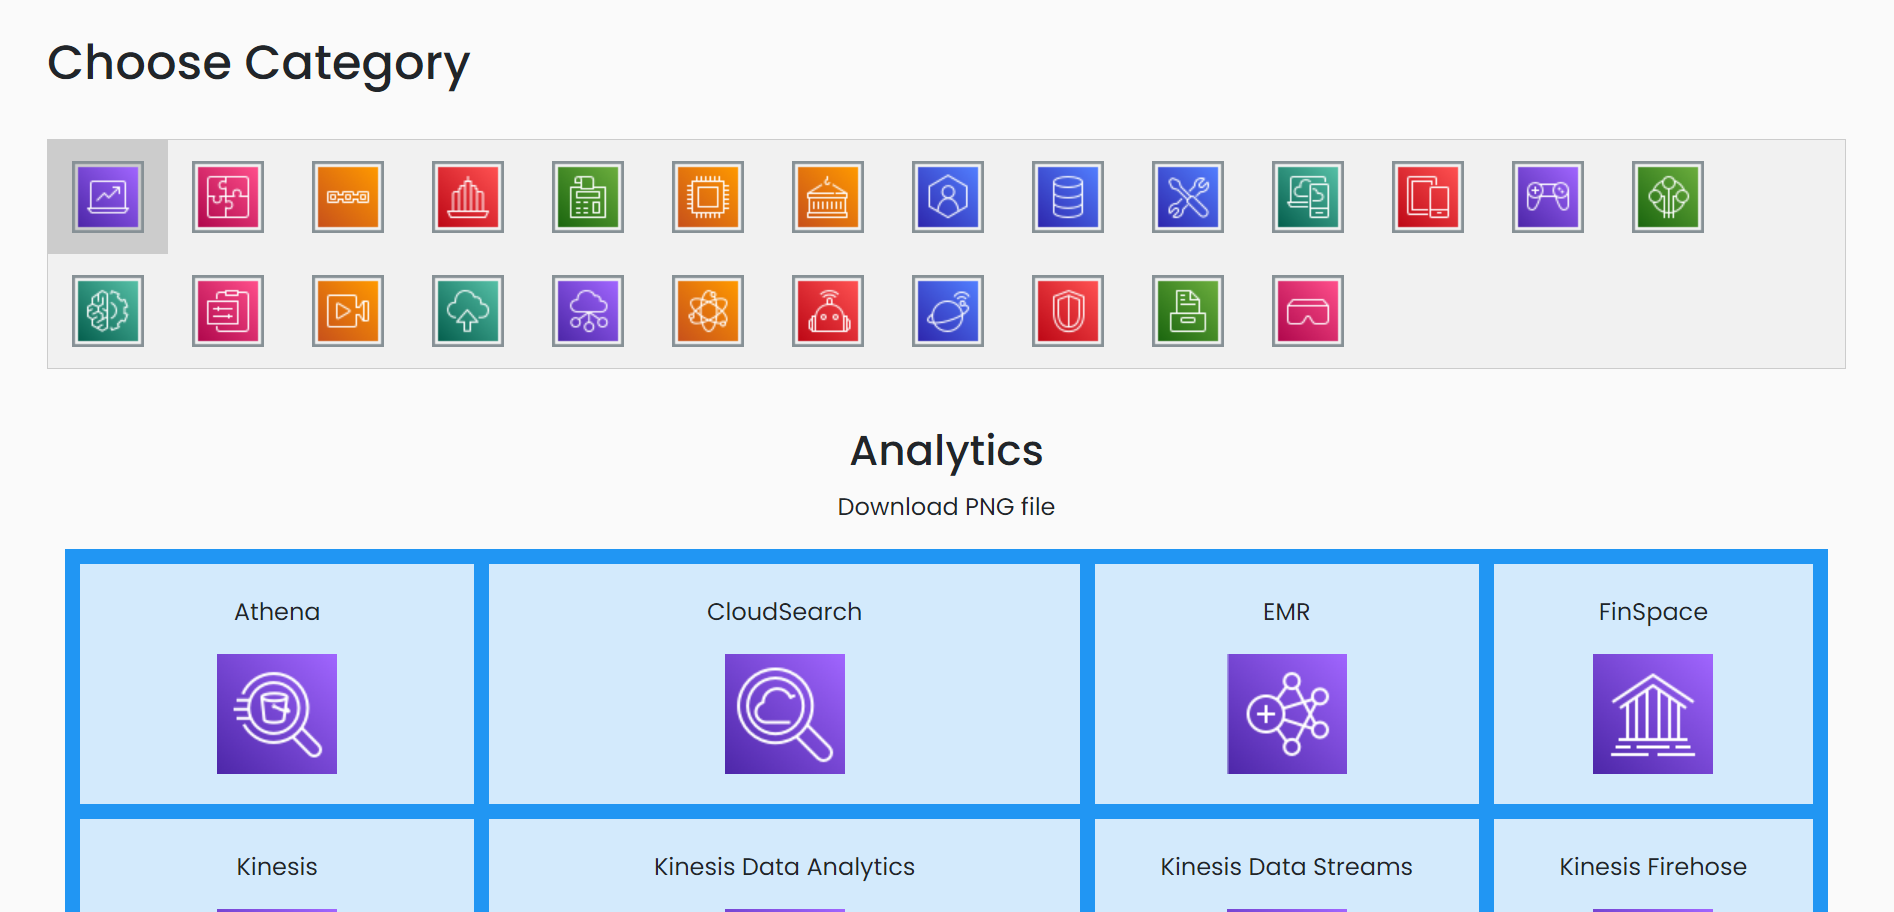 Choose Category
Analytics
Download PNG file
Athena
CloudSearch
EMR
FinSpace
Kinesis
Kinesis Data Analytics
Kinesis Data Streams
Kinesis Firehose